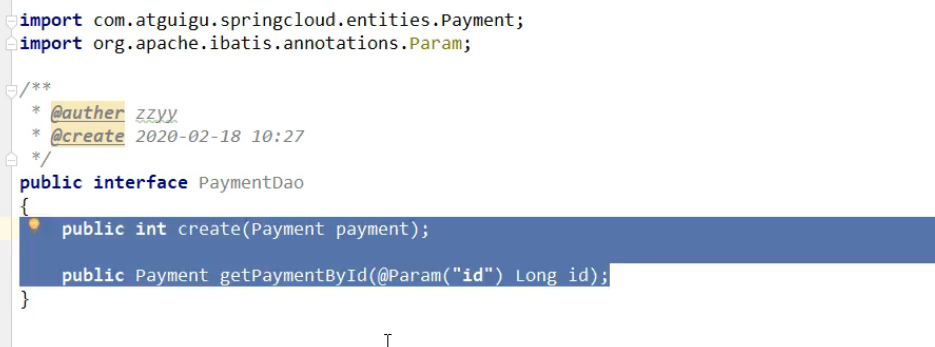 import com.atguigu.springcloud.entities.Payment;
import org.apache.ibatis.annotations.Param;
/**
* @auther zzyy
* @create 2020-02-18 10:27
*/
public interface PaymentDao
{
public int create(Payment payment);
public Payment getPaymentById(@Param("id") Long id);
}